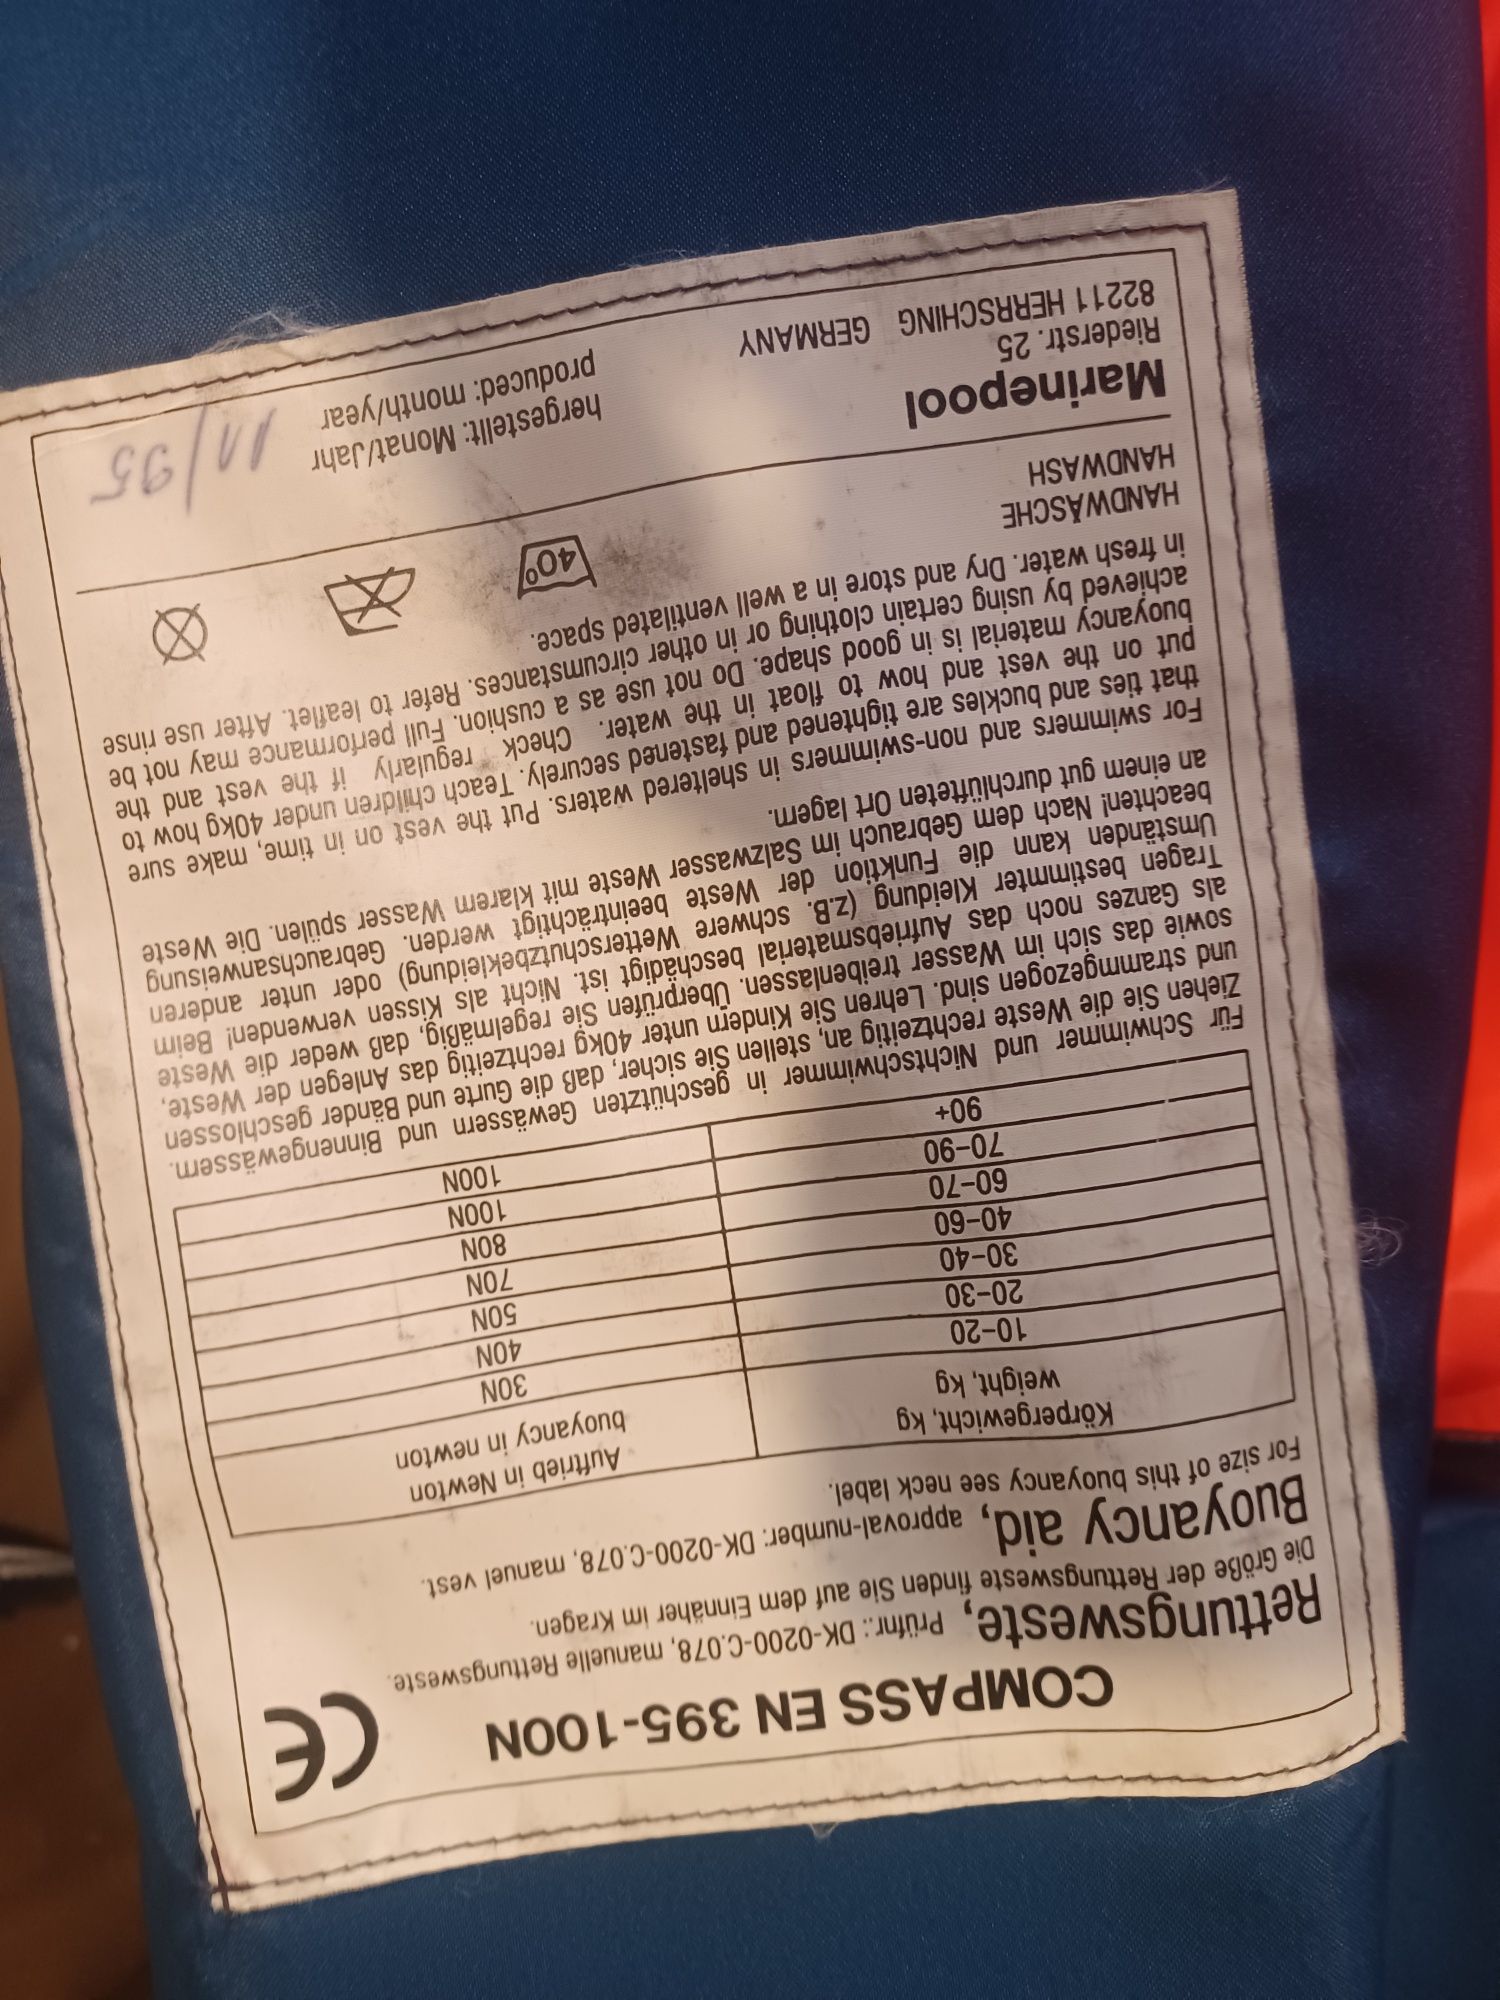 COMPASS EN 395-100N
CE
Rettungsweste, Prüfnr.: DK-0200-C.078, manuelle Rettungsweste.
Die Größe der Rettungsweste finden Sie auf dem Einnäher im Kragen.
Buoyancy aid, approval-number: DK-0200-C.078, manuel vest.
For size of this buoyancy see neck label.
Körpergewicht, kg Auftrieb in Newton
weight, kg buoyancy in newton
10-20 30N
20-30 40N
30-40 50N
40-60 70N
60-70 80N
70-90 100N
90+ 100N
Für Schwimmer und Nichtschwimmer in geschützten Gewässern und Binnengewässern.
Ziehen Sie die Weste rechtzeitig an, stellen Sie sicher, daß die Gurte und Bänder geschlossen
und strammgezogen sind. Lehren Sie Kindern unter 40kg rechtzeitig das Anlegen der Weste,
sowie das sich im Wasser treibenlassen. Überprüfen Sie regelmäßig, daß weder die Weste
als Ganzes noch das Auftriebsmaterial beschädigt ist. Nicht als Kissen verwenden! Beim
Tragen bestimmter Kleidung (z.B. schwere Wetterschutzbekleidung) oder unter anderen
Umständen kann die Funktion der Weste beeinträchtigt werden. Gebrauchsanweisung
beachten! Nach dem Gebrauch im Salzwasser Weste mit klarem Wasser spülen. Die Weste
an einem gut durchlüfteten Ort lagern.
For swimmers and non-swimmers in sheltered waters. Put the vest on in time, make sure
that ties and buckles are tightened and fastened securely. Teach children under 40kg how to
put on the vest and how to float in the water. Check regularly if the vest and the
buoyancy material is in good shape. Do not use as a cushion. Full performance may not be
achieved by using certain clothing or in other circumstances. Refer to leaflet. After use rinse
in fresh water. Dry and store in a well ventilated space.
HANDWÄSCHE
HANDWASH
40°
Marinepool
Riederstr. 25
82211 HERRSCHING GERMANY
hergestellt: Monat/Jahr
produced: month/year
11/95